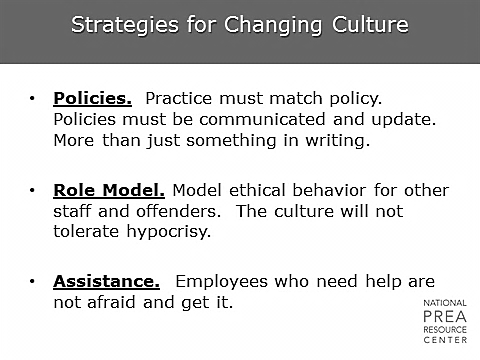 Strategies for Changing Culture
• Policies. Practice must match policy.
Policies must be communicated and update.
More than just something in writing.
• Role Model. Model ethical behavior for other
staff and offenders. The culture will not
tolerate hypocrisy.
• Assistance. Employees who need help are
not afraid and get it.
NATIONAL
PREA
RESOURCE
CENTER